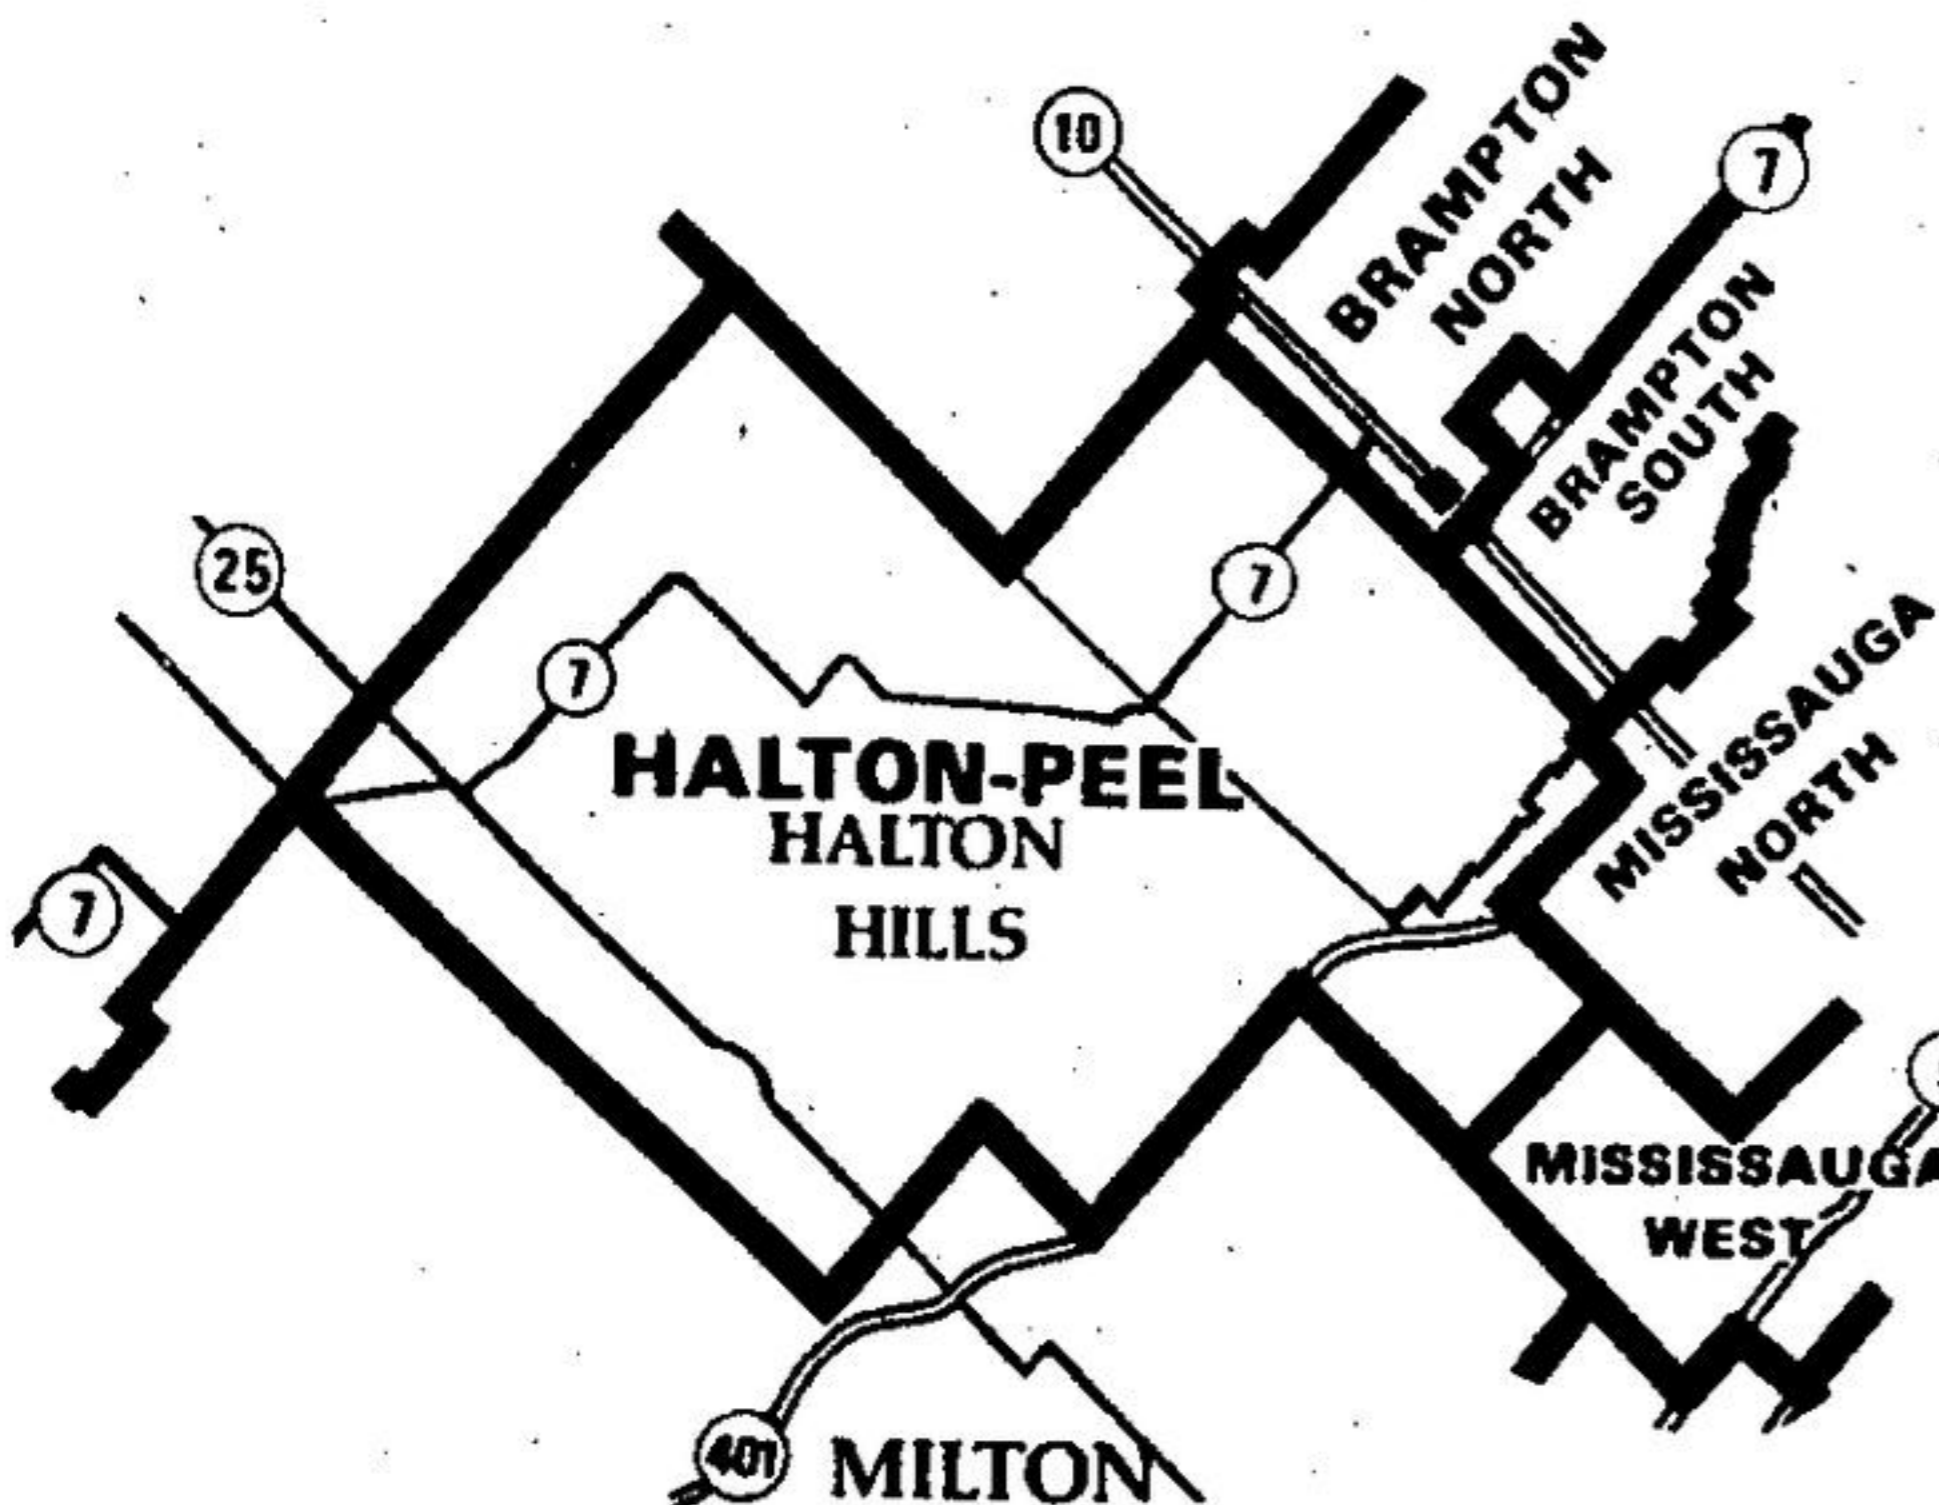 10
7
BRAMPTON
NORTH
BRAMPTON
SOUTH
25
7
7
MISSISSAUGA
NORTH
HALTON-PEEL
HALTON
HILLS
7
MISSISSAUGA
WEST
401
MILTON